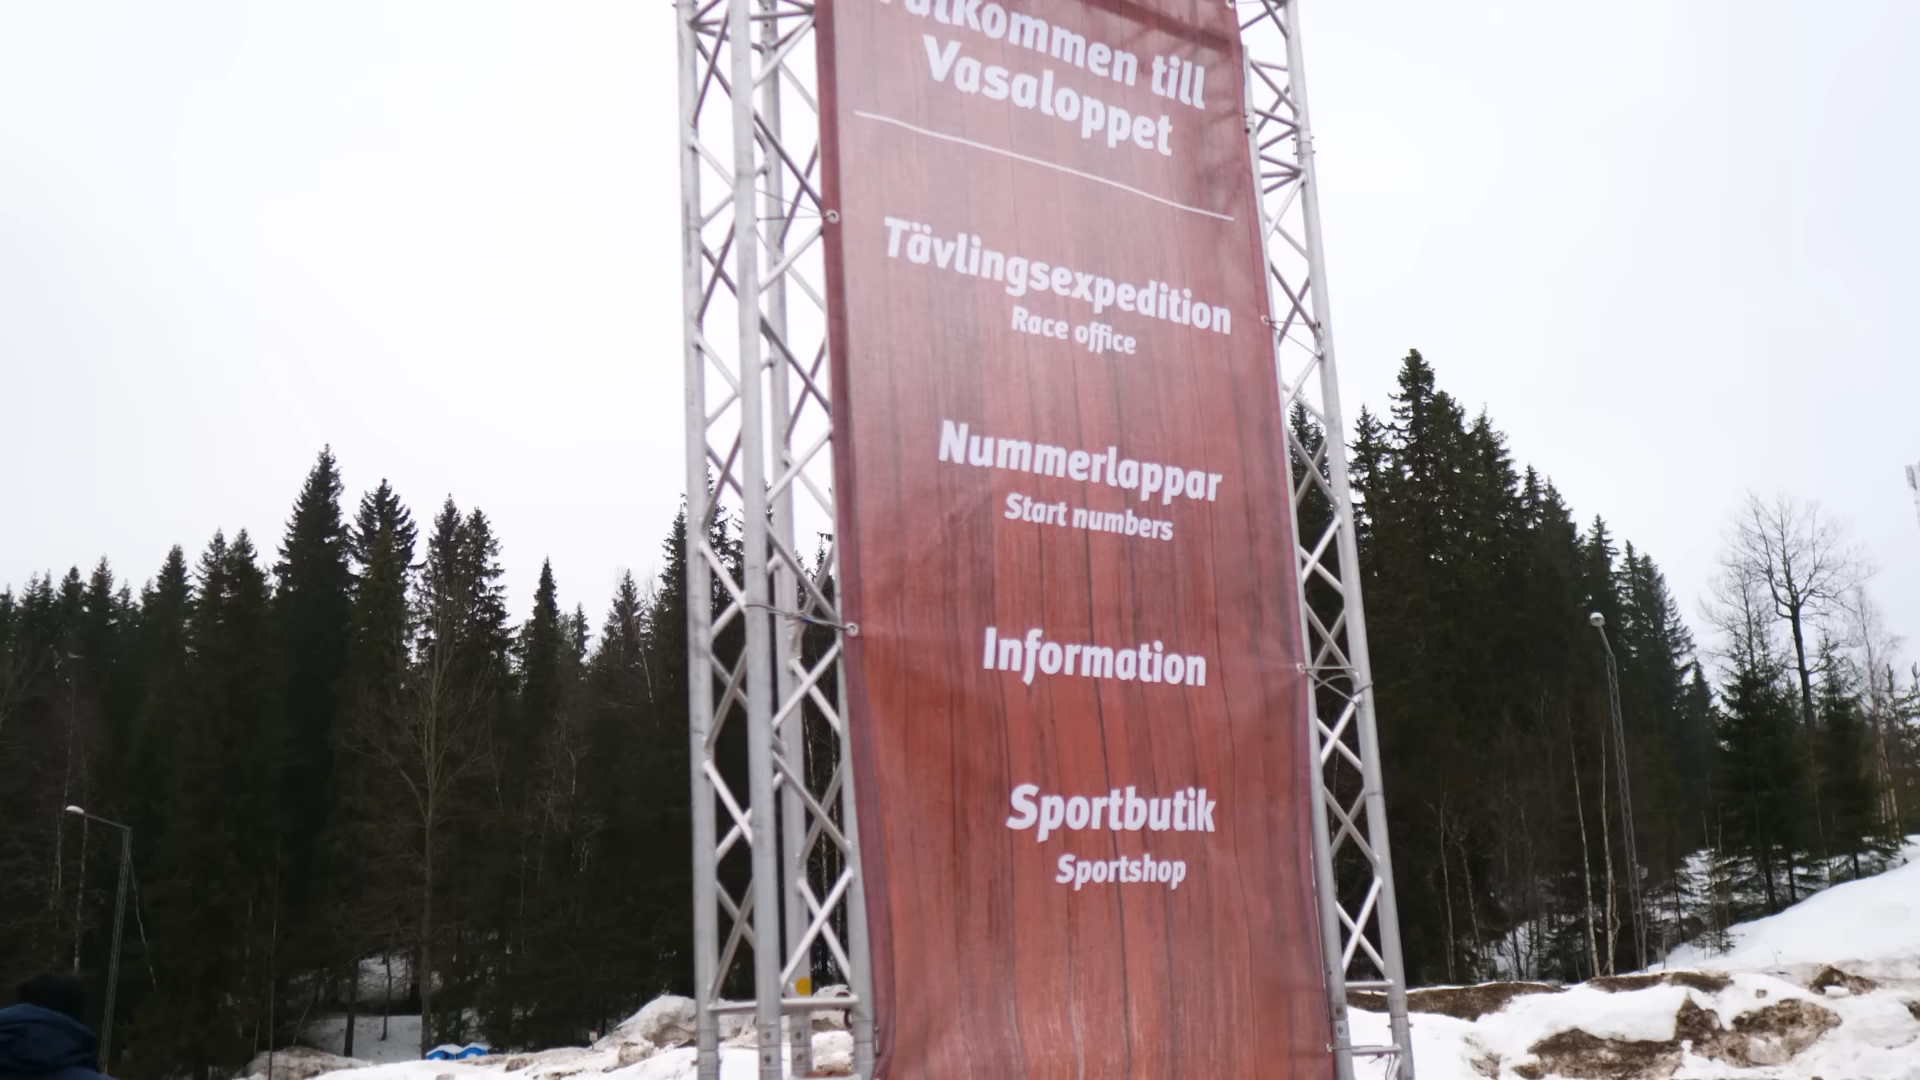 Välkommen till
Vasaloppet
Tävlingsexpedition
Race office
Nummerlappar
Start numbers
Information
Sportbutik
Sportshop